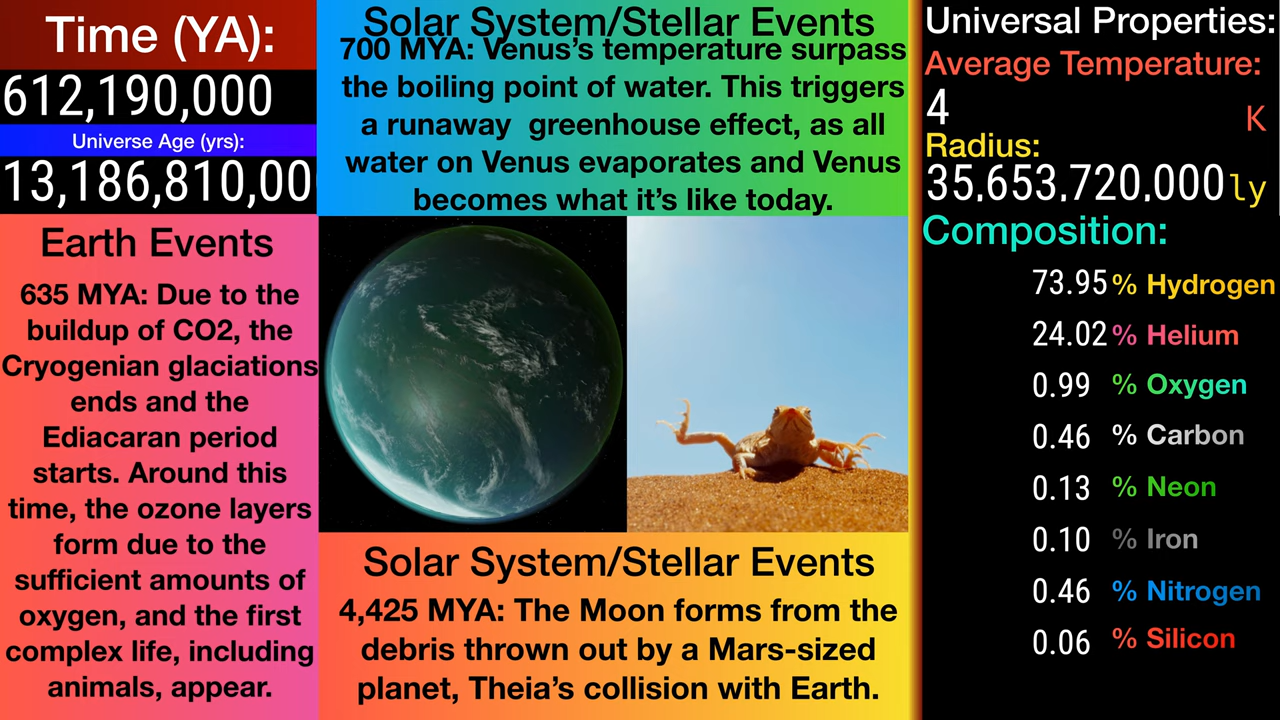 Time (YA):
612,190,000
Universe Age (yrs):
13,186,810,00
Earth Events
635 MYA: Due to the
buildup of CO2, the
Cryogenian glaciations
ends and the
Ediacaran period
starts. Around this
time, the ozone layers
form due to the
sufficient amounts of
oxygen, and the first
complex life, including
animals, appear.
Solar System/Stellar Events
700 MYA: Venus's temperature surpass
the boiling point of water. This triggers
a runaway greenhouse effect, as all
water on Venus evaporates and Venus
becomes what it's like today.
Solar System/Stellar Events
4,425 MYA: The Moon forms from the
debris thrown out by a Mars-sized
planet, Theia's collision with Earth.
Universal Properties:
Average Temperature:
4 K
Radius:
35,653,720,000 ly
Composition:
73.95 % Hydrogen
24.02 % Helium
0.99 % Oxygen
0.46 % Carbon
0.13 % Neon
0.10 % Iron
0.46 % Nitrogen
0.06 % Silicon